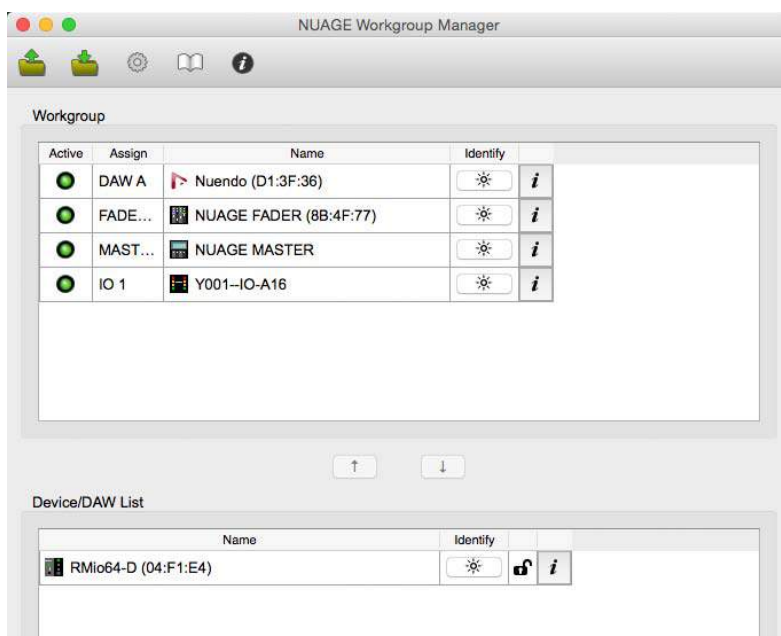 NUAGE Workgroup Manager
Workgroup
Active Assign Name Identify
DAW A Nuendo (D1:3F:36) i
FADE... NUAGE FADER (8B:4F:77) i
MAST... NUAGE MASTER i
IO 1 Y001--IO-A16 i
Device/DAW List
Name Identify
RMio64-D (04:F1:E4) i